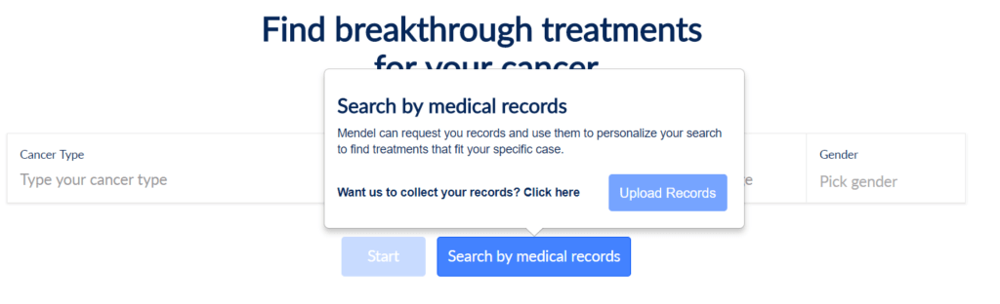 Find breakthrough treatments
for your cancer
Search by medical records
Mendel can request you records and use them to personalize your search
to find treatments that fit your specific case.
Want us to collect your records? Click here
Upload Records
Cancer Type
Type your cancer type
Gender
Pick gender
Start
Search by medical records